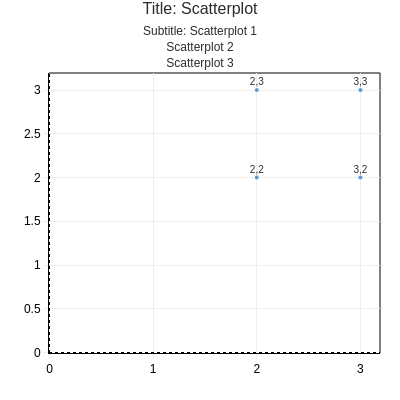 Title: Scatterplot
Subtitle: Scatterplot 1
Scatterplot 2
Scatterplot 3
2,3 3,3
3
2.5
2,2 3,2
2
1.5
1
0.5
0
0 1 2 3